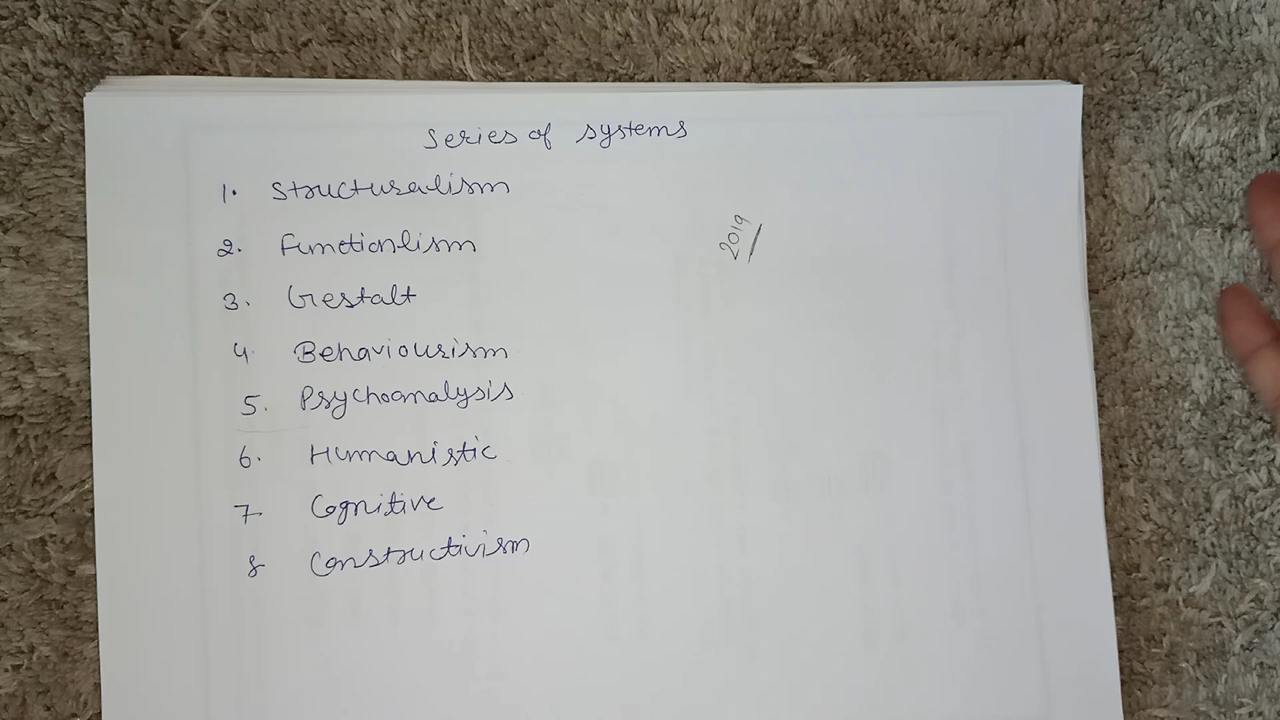 Series of systems
1. Structuralism
2. Functionlism
2019
3. Gestalt
4. Behaviourism
5. Psychoanalysis
6. Humanistic
7 Cognitive
8 Constructivism